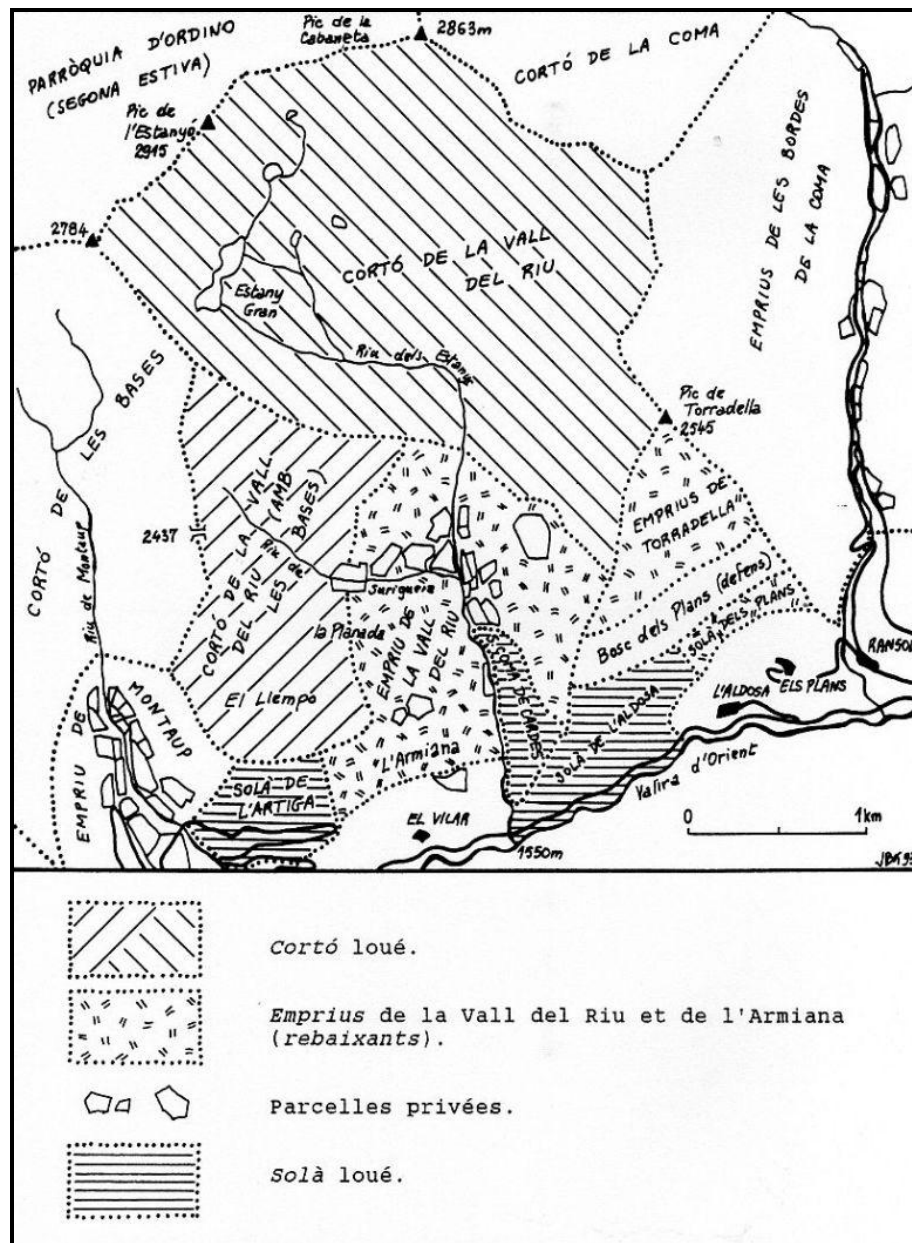 PARRÒQUIA D'ORDINO
(SEGONA ESTIVA)
Pic de la
Cabaneta
2863m
CORTÓ DE LA COMA
Pic de
l'Estanyo
2915
2784
EMPRIUS DE LES BORDES
DE LA COMA
CORTÓ DE LA VALL
DEL RIU
Estany
Gran
Riu dels Estanys
Pic de
Torradella
2545
CORTÓ DE LES BASES
Riu de Montaup
2437
CORTÓ DE LA VALL
DEL RIU (AMB
LES BASES)
Riu de
Suriguera
la Planada
EMPRIU DE
LA VALL
DEL RIU
EMPRIUS DE
TORRADELLA
Bosc dels Plans (defens)
SOLÀ DELS PLANS
RANSOL
ELS PLANS
L'ALDOSA
SOLÀ DE L'ALDOSA
El Llempo
EMPRIU DE
MONTAUP
L'Armiana
SOLÀ DE
L'ARTIGA
EL VILAR
Valira d'Orient
1550m
0 1km
Cortó loué.
Emprius de la Vall del Riu et de l'Armiana
(rebaixants).
Parcelles privées.
Solà loué.